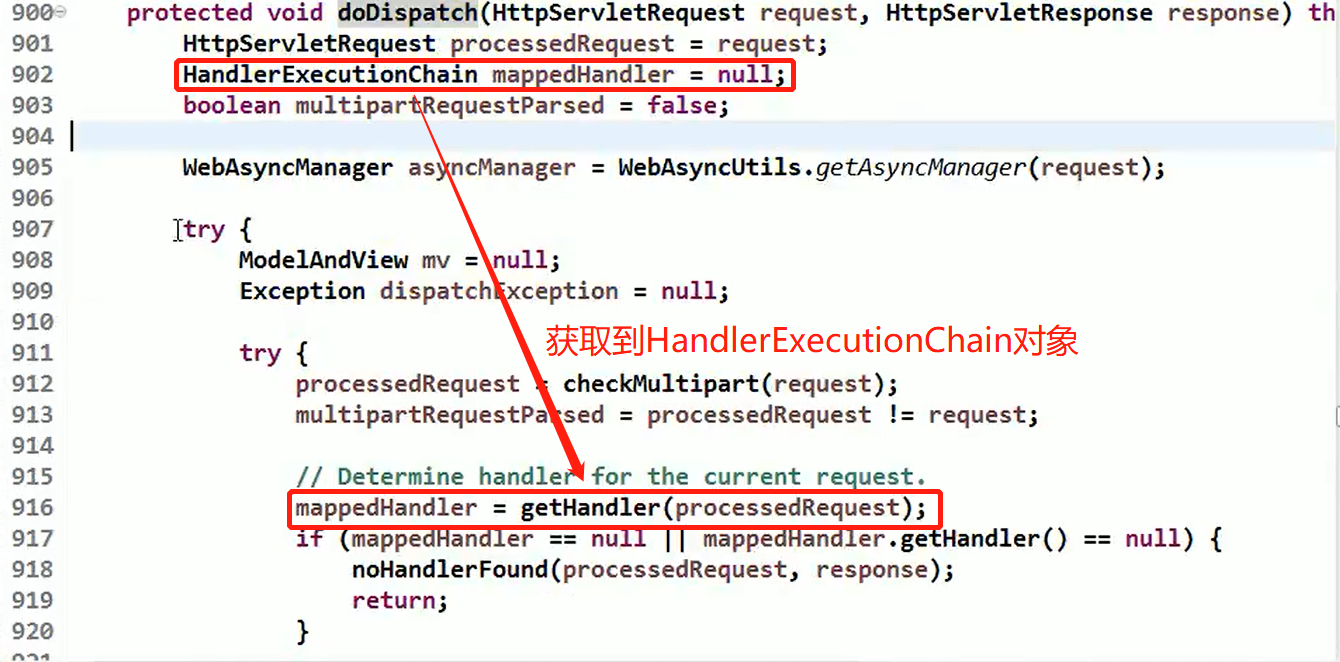 900 protected void doDispatch(HttpServletRequest request, HttpServletResponse response) th
901 HttpServletRequest processedRequest = request;
902 HandlerExecutionChain mappedHandler = null;
903 boolean multipartRequestParsed = false;
904
905 WebAsyncManager asyncManager = WebAsyncUtils.getAsyncManager(request);
906
907 try {
908 ModelAndView mv = null;
909 Exception dispatchException = null;
910
获取到HandlerExecutionChain对象
911 try {
912 processedRequest = checkMultipart(request);
913 multipartRequestParsed = processedRequest != request;
914
915 // Determine handler for the current request.
916 mappedHandler = getHandler(processedRequest);
917 if (mappedHandler == null || mappedHandler.getHandler() == null) {
918 noHandlerFound(processedRequest, response);
919 return;
920 }